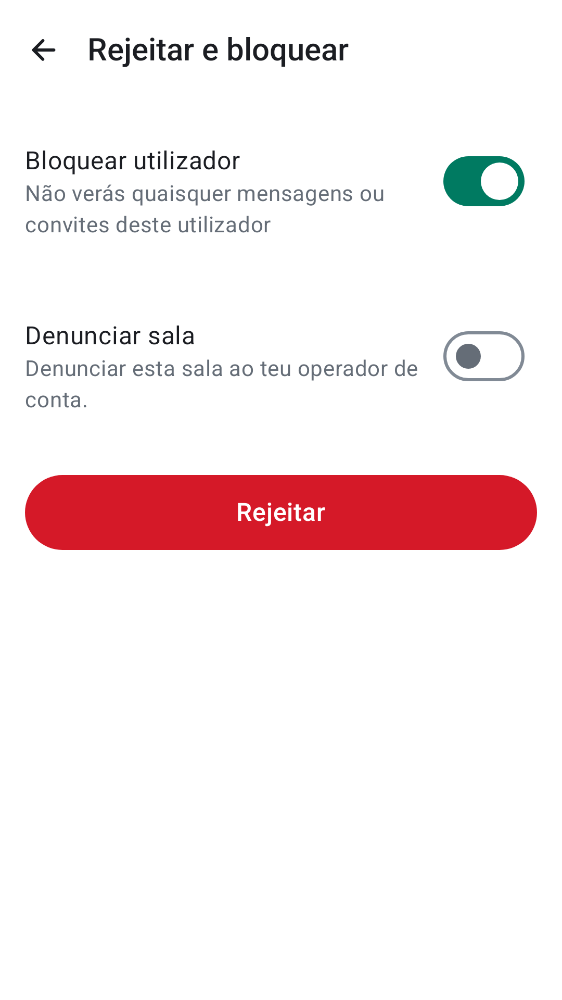 Rejeitar e bloquear
Bloquear utilizador
Não verás quaisquer mensagens ou
convites deste utilizador
Denunciar sala
Denunciar esta sala ao teu operador de
conta.
Rejeitar